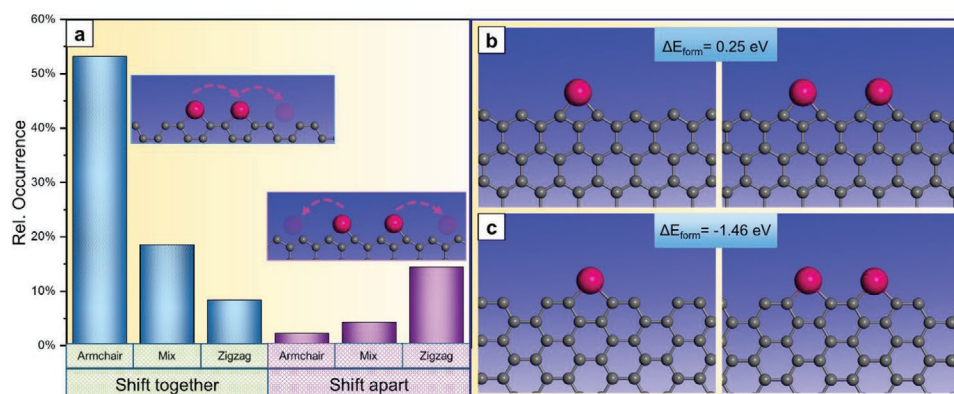 a
60%
50%
40%
30%
20%
10%
0%
Rel. Occurrence
Armchair Mix Zigzag Armchair Mix Zigzag
Shift together Shift apart
b
ΔEform= 0.25 eV
c
ΔEform= -1.46 eV